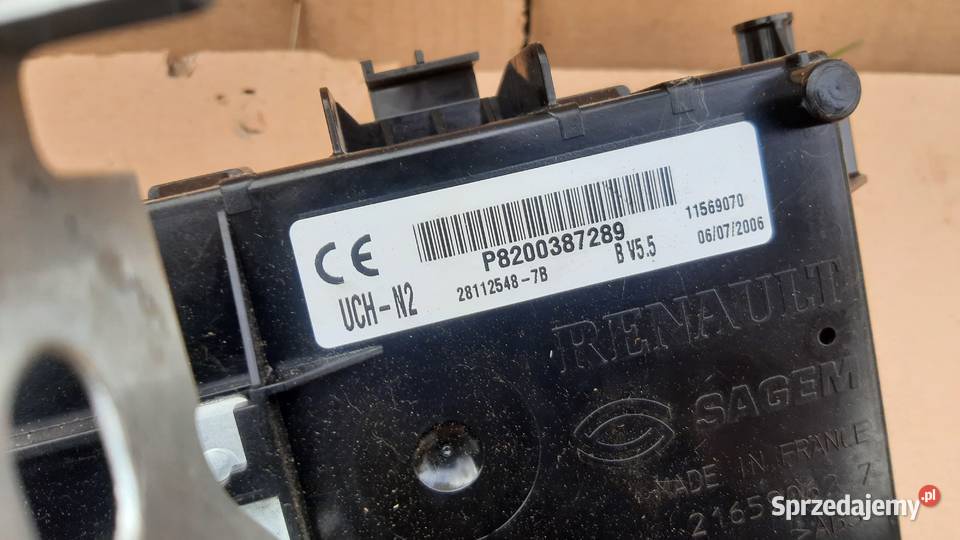 CE
UCH-N2
P8200387289
28112548-7B
B V5.5
11569070
06/07/2006
RENAULT
SAGEM
MADE IN FRANCE
Sprzedajemy.pl